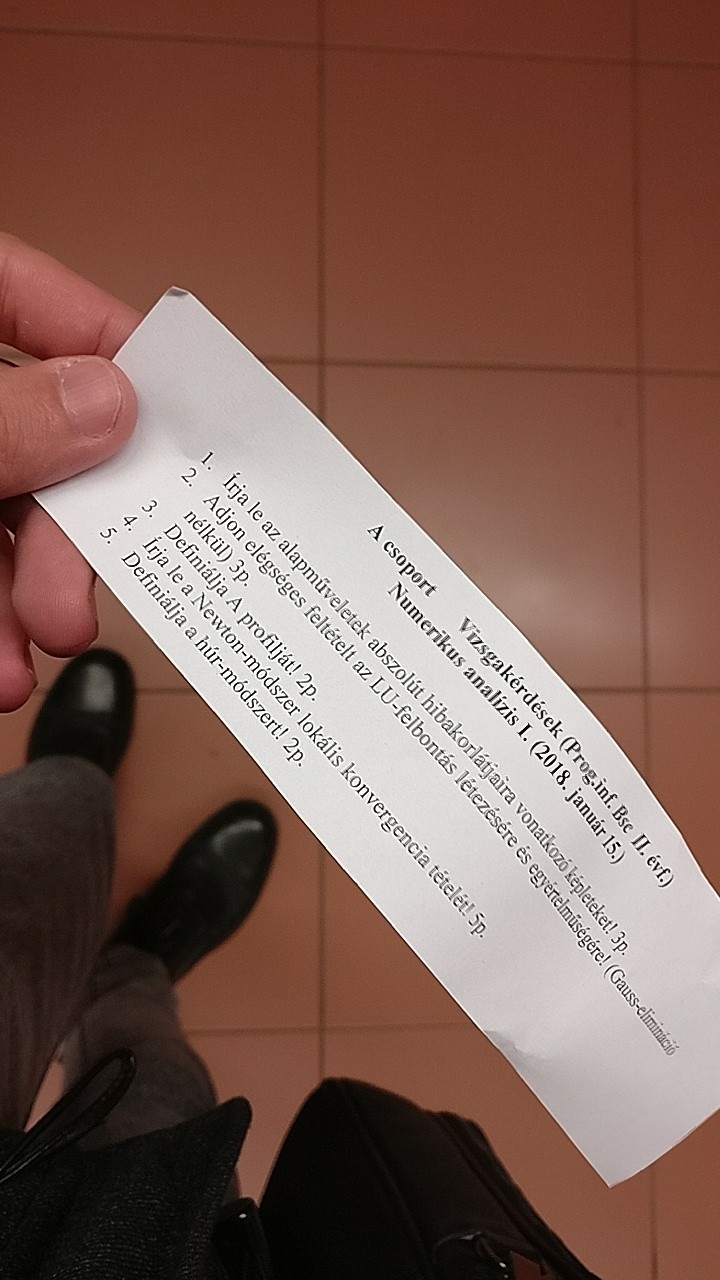 A csoport Vizsgakérdések (Prog.inf. Bsc II. évf.)
Numerikus analízis I. (2018. január 15.)
1. Írja le az alapműveletek abszolút hibakorlátjaira vonatkozó képleteket! 3p.
2. Adjon elégséges feltételt az LU-felbontás létezésére és egyértelműségére! (Gauss-elimináció
nélkül) 3p.
3. Definiálja A profilját! 2p.
4. Írja le a Newton-módszer lokális konvergencia tételét! 5p.
5. Definiálja a húr-módszert! 2p.